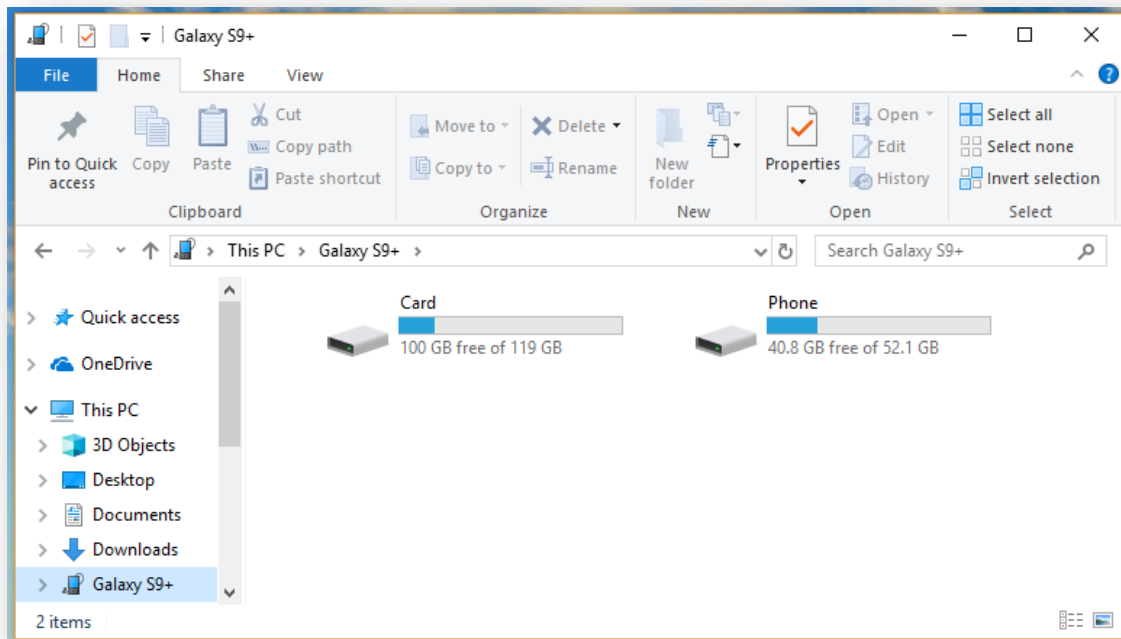 Galaxy S9+
File Home Share View
Pin to Quick access
Copy
Paste
Cut
Copy path
Paste shortcut
Clipboard
Move to
Copy to
Delete
Rename
Organize
New folder
New
Properties
Open
Edit
History
Open
Select all
Select none
Invert selection
Select
This PC > Galaxy S9+ >
Search Galaxy S9+
Quick access
OneDrive
This PC
3D Objects
Desktop
Documents
Downloads
Galaxy S9+
Card
100 GB free of 119 GB
Phone
40.8 GB free of 52.1 GB
2 items